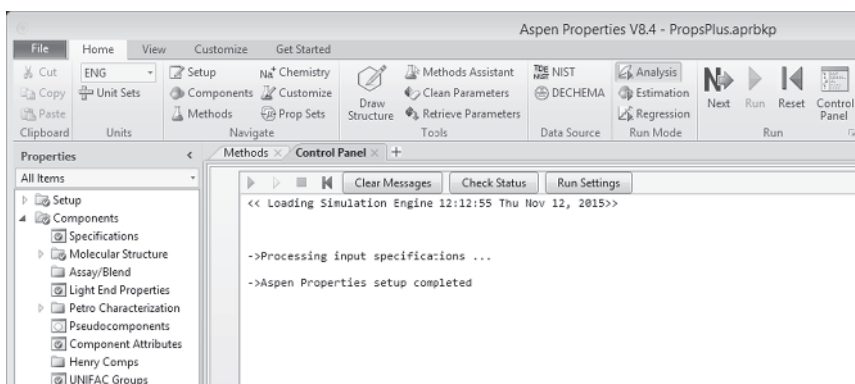 Aspen Properties V8.4 - PropsPlus.aprbkp
File Home View Customize Get Started
Cut ENG Setup Na+ Chemistry Methods Assistant TDE NIST NIST Analysis
Copy Unit Sets Components Customize Clean Parameters DECHEMA Estimation
Paste Methods Prop Sets Draw Structure Retrieve Parameters Regression Next Run Reset Control Panel
Clipboard Units Navigate Tools Data Source Run Mode Run
Properties Methods Control Panel
All Items Clear Messages Check Status Run Settings
Setup
<< Loading Simulation Engine 12:12:55 Thu Nov 12, 2015>>
Components
Specifications
Molecular Structure
->Processing input specifications ...
Assay/Blend
->Aspen Properties setup completed
Light End Properties
Petro Characterization
Pseudocomponents
Component Attributes
Henry Comps
UNIFAC Groups